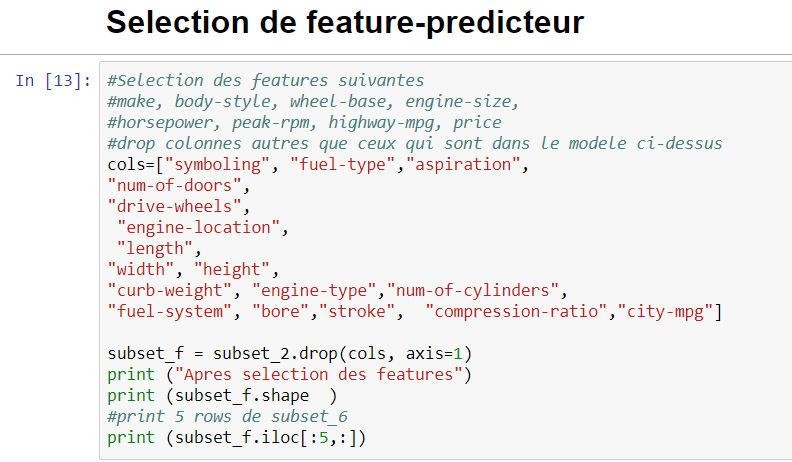 Selection de feature-predicteur
In [13]: #Selection des features suivantes
#make, body-style, wheel-base, engine-size,
#horsepower, peak-rpm, highway-mpg, price
#drop colonnes autres que ceux qui sont dans le modele ci-dessus
cols=["symboling", "fuel-type","aspiration",
"num-of-doors",
"drive-wheels",
 "engine-location",
 "length",
"width", "height",
"curb-weight", "engine-type","num-of-cylinders",
"fuel-system", "bore","stroke",  "compression-ratio","city-mpg"]

subset_f = subset_2.drop(cols, axis=1)
print ("Apres selection des features")
print (subset_f.shape  )
#print 5 rows de subset_6
print (subset_f.iloc[:5,:])